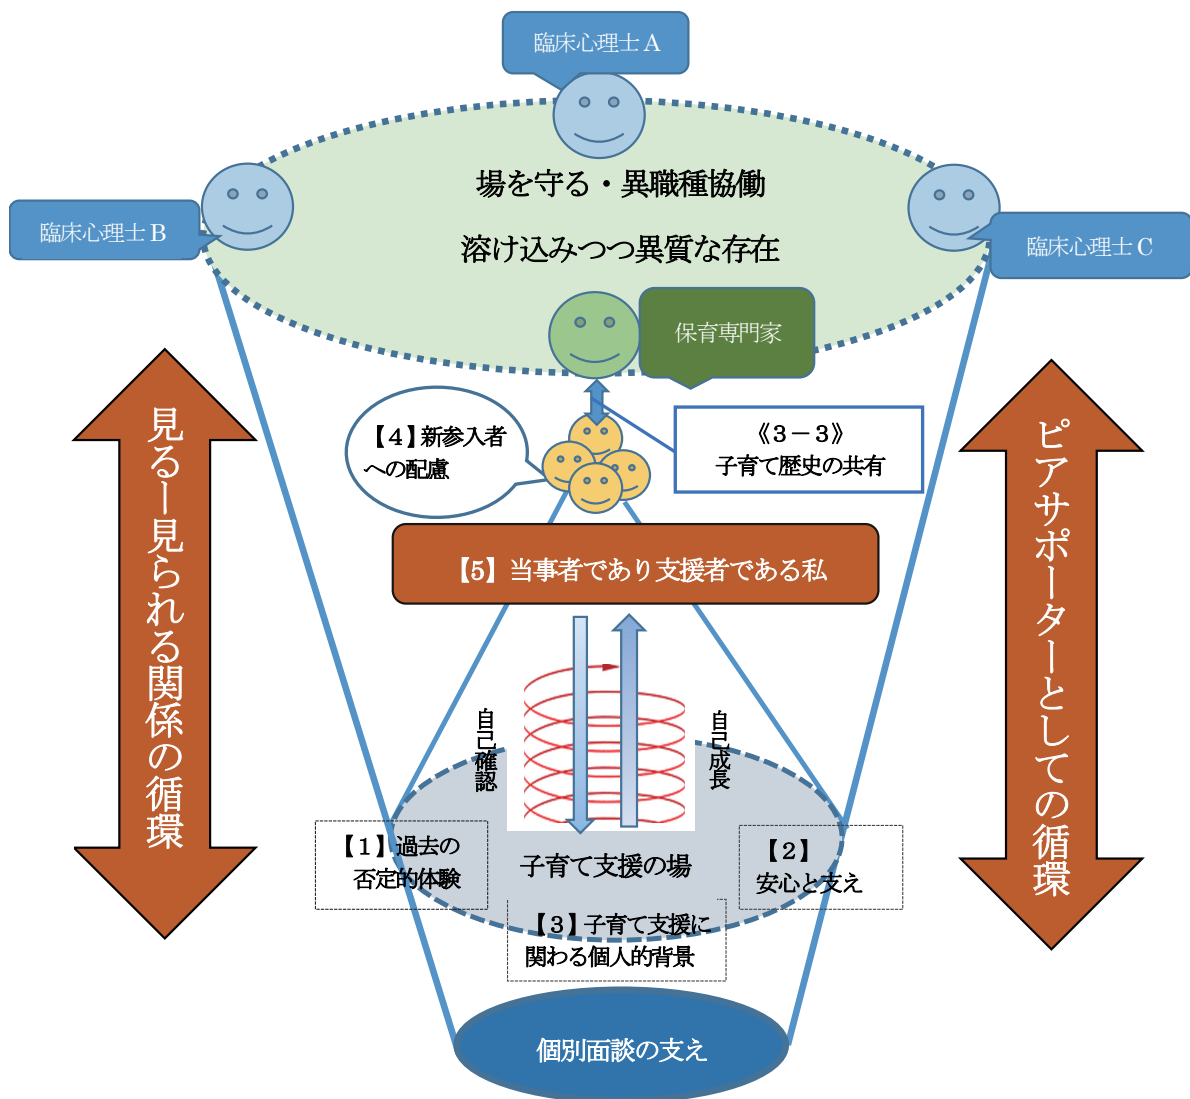 臨床心理士A
場を守る・異職種協働
臨床心理士B
溶け込みつつ異質な存在
臨床心理士C
保育専門家
【4】新参入者
への配慮
《3－3》
子育て歴史の共有
見るー見られる関係の循環
ピアサポーターとしての循環
【5】当事者であり支援者である私
自己確認
自己成長
【1】過去の
否定的体験
子育て支援の場
【2】
安心と支え
【3】子育て支援に
関わる個人的背景
個別面談の支え